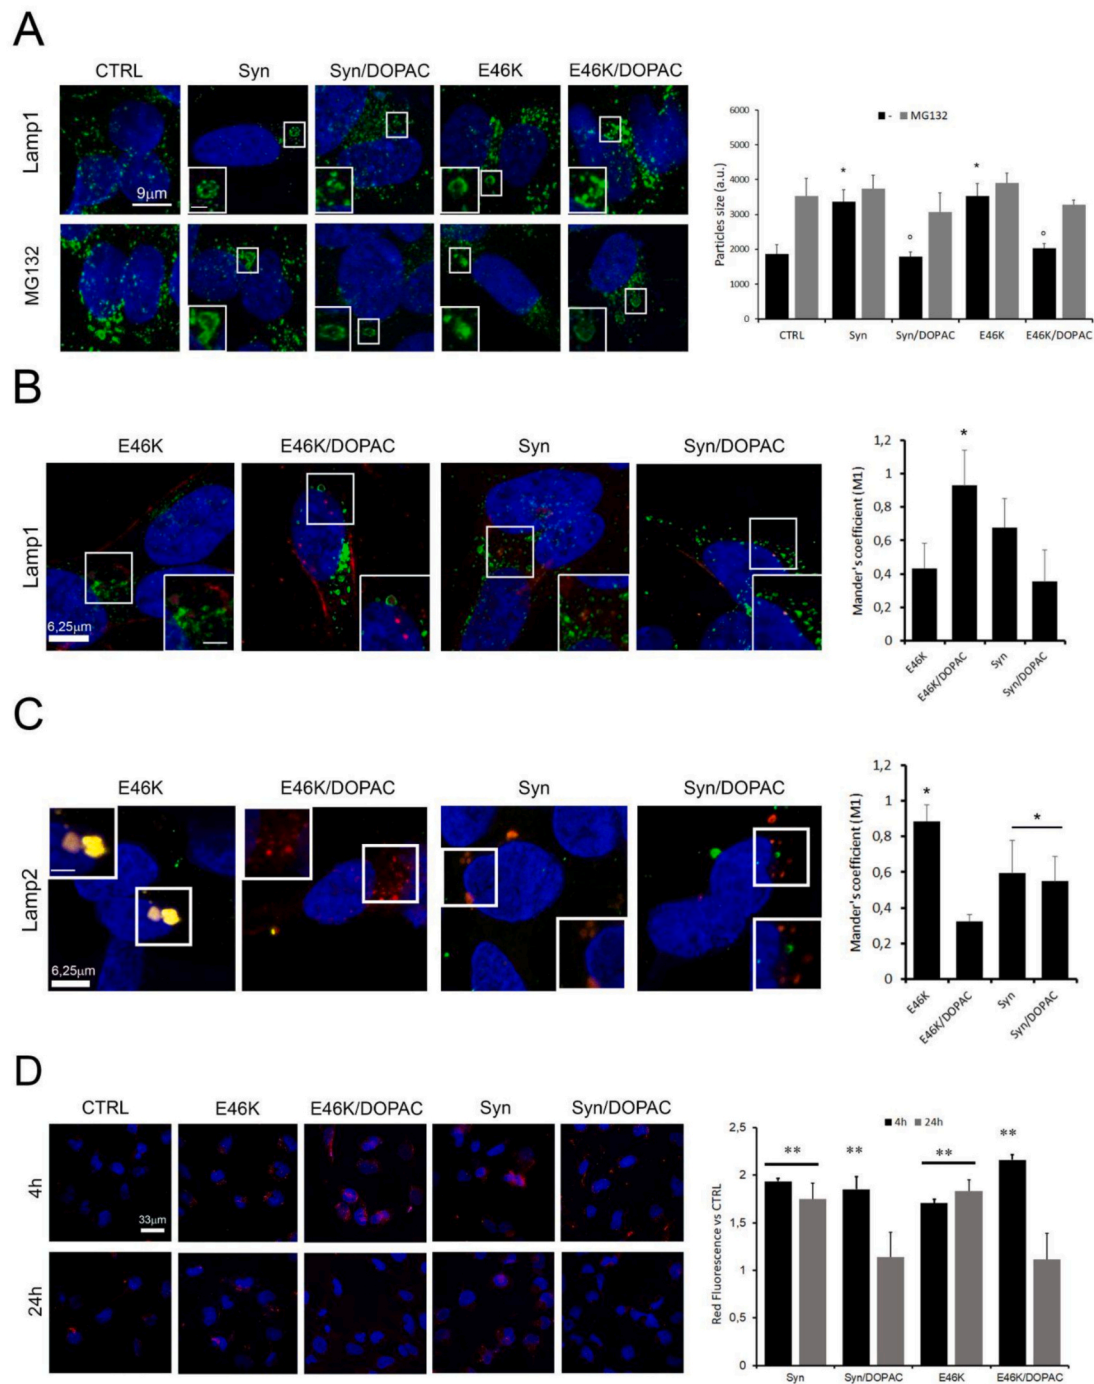 A
CTRL Syn Syn/DOPAC E46K E46K/DOPAC
Lamp1
9μm
MG132
- MG132
Particles size (a.u.)
6000
5000
4000
3000
2000
1000
0
* *
° °
CTRL Syn Syn/DOPAC E46K E46K/DOPAC
B
E46K E46K/DOPAC Syn Syn/DOPAC
Lamp1
6,25μm
Mander's coefficient (M1)
1,2
1
0,8
0,6
0,4
0,2
0
*
E46K E46K/DOPAC Syn Syn/DOPAC
C
E46K E46K/DOPAC Syn Syn/DOPAC
Lamp2
6,25μm
Mander's coefficient (M1)
1,2
1
0,8
0,6
0,4
0,2
0
* *
E46K E46K/DOPAC Syn Syn/DOPAC
D
CTRL E46K E46K/DOPAC Syn Syn/DOPAC
4h
33μm
24h
4h 24h
Red Fluorescence vs CTRL
2,5
2
1,5
1
0,5
0
** ** ** **
Syn Syn/DOPAC E46K E46K/DOPAC